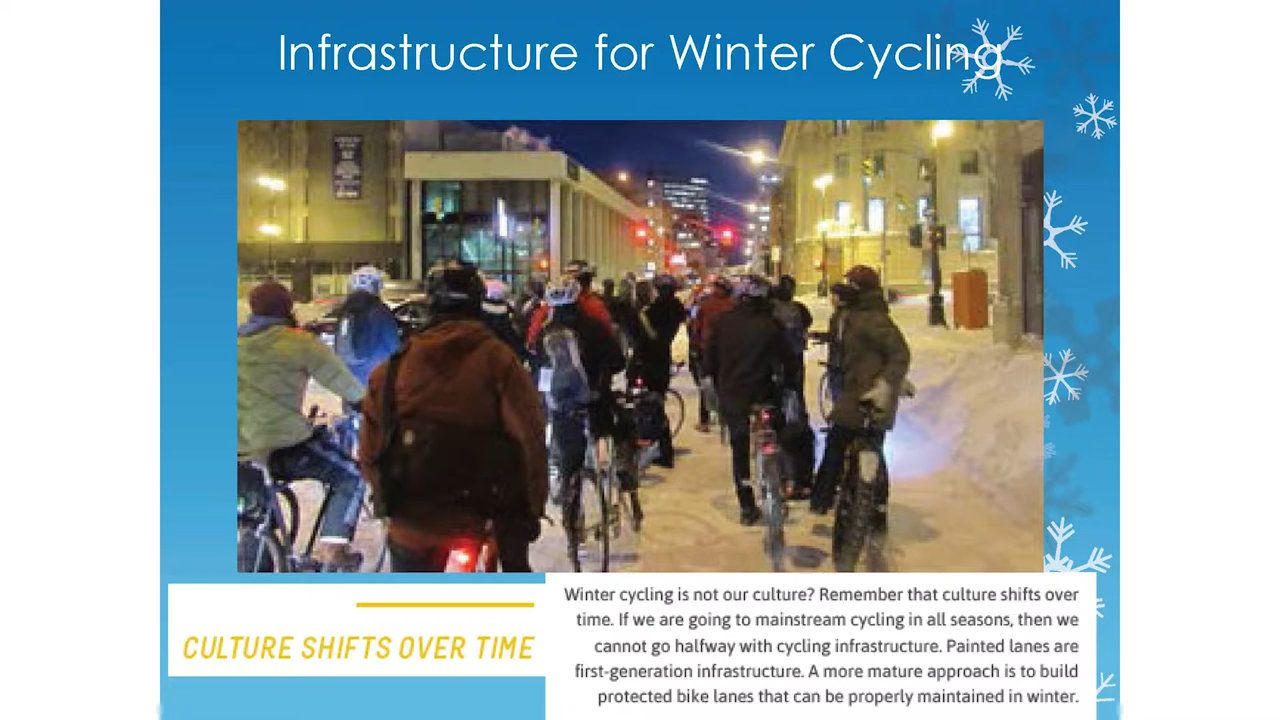 Infrastructure for Winter Cycling
CULTURE SHIFTS OVER TIME
Winter cycling is not our culture? Remember that culture shifts over
time. If we are going to mainstream cycling in all seasons, then we
cannot go halfway with cycling infrastructure. Painted lanes are
first-generation infrastructure. A more mature approach is to build
protected bike lanes that can be properly maintained in winter.